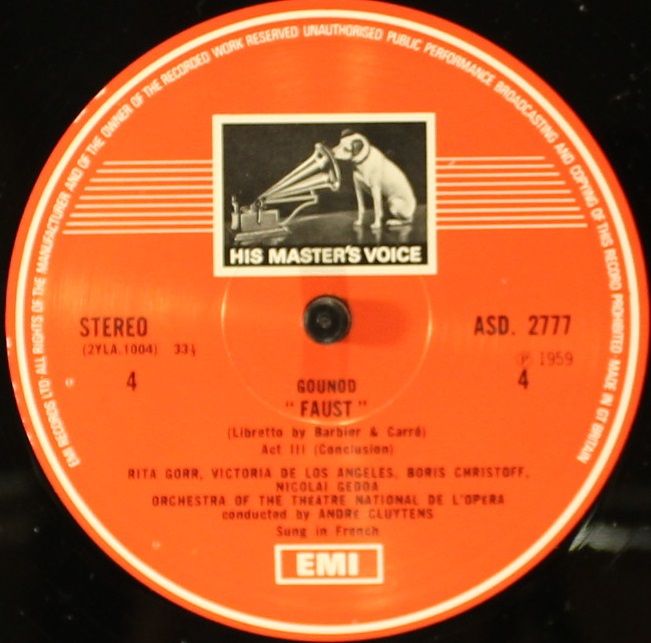 EMI RECORDS LTD ALL RIGHTS OF THE MANUFACTURER AND OF THE OWNER OF THE RECORDED WORK RESERVED UNAUTHORISED PUBLIC PERFORMANCE BROADCASTING AND COPYING OF THIS RECORD PROHIBITED MADE IN GT BRITAIN
HIS MASTER'S VOICE
STEREO
(2YLA.1004) 33⅓
4
ASD. 2777
℗ 1959
4
GOUNOD
"FAUST"
(Libretto by Barbier & Carré)
Act III (Conclusion)
RITA GORR, VICTORIA DE LOS ANGELES, BORIS CHRISTOFF,
NICOLAI GEDDA
ORCHESTRA OF THE THEATRE NATIONAL DE L'OPERA
conducted by ANDRE CLUYTENS
Sung in French
EMI